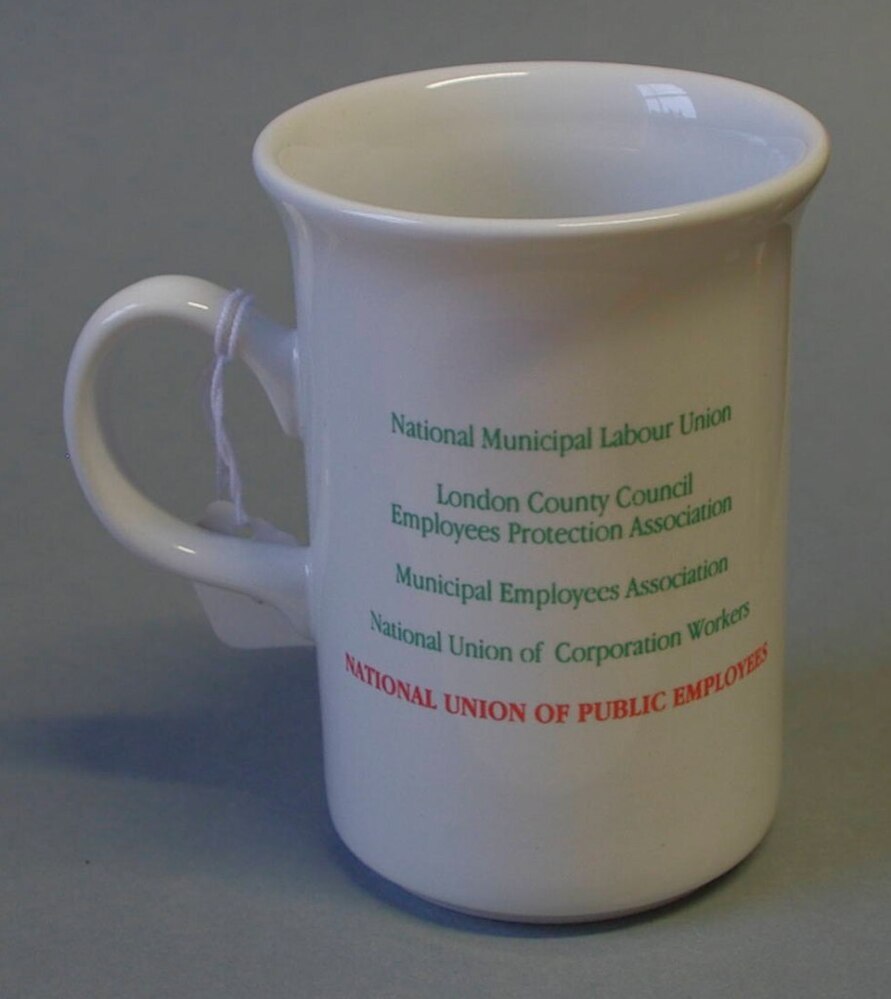 National Municipal Labour Union
London County Council
Employees Protection Association
Municipal Employees Association
National Union of Corporation Workers
NATIONAL UNION OF PUBLIC EMPLOYEES